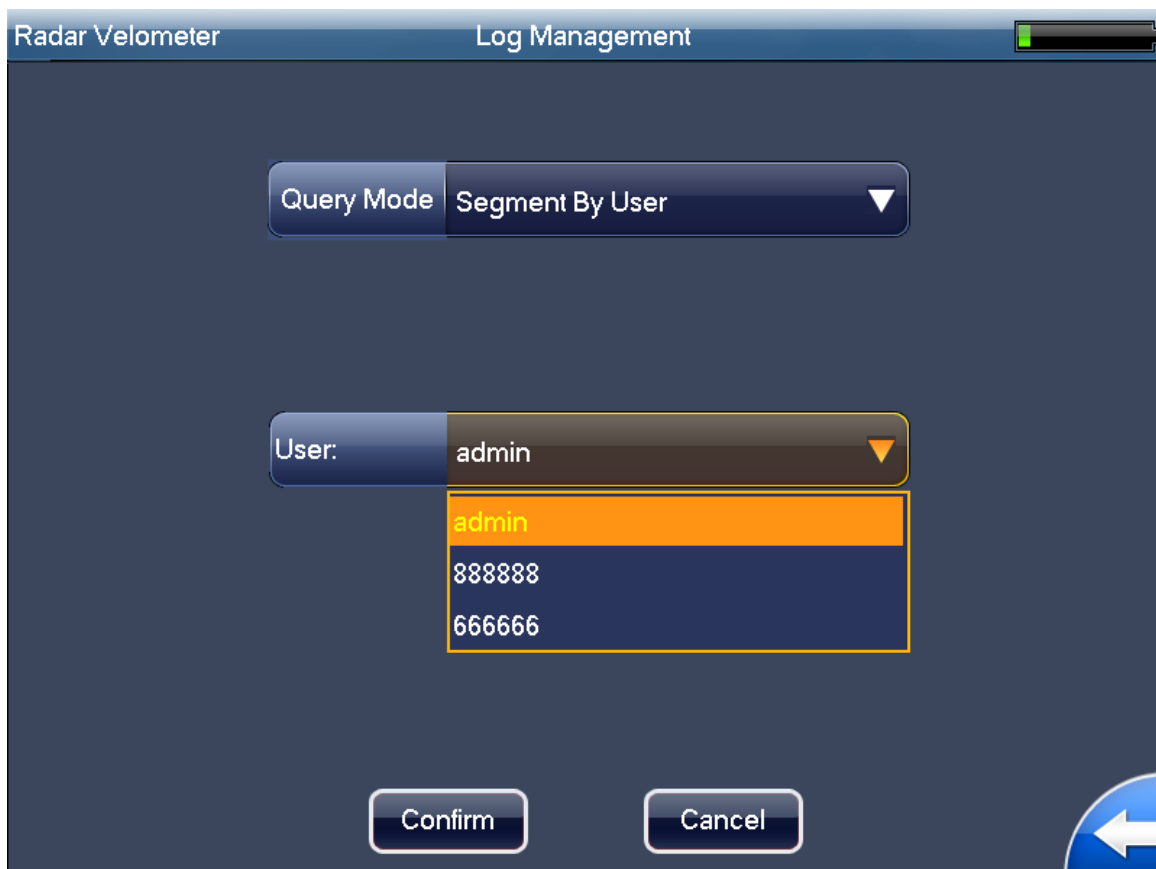 Radar Velometer Log Management
Query Mode Segment By User
User: admin
admin
888888
666666
Confirm Cancel